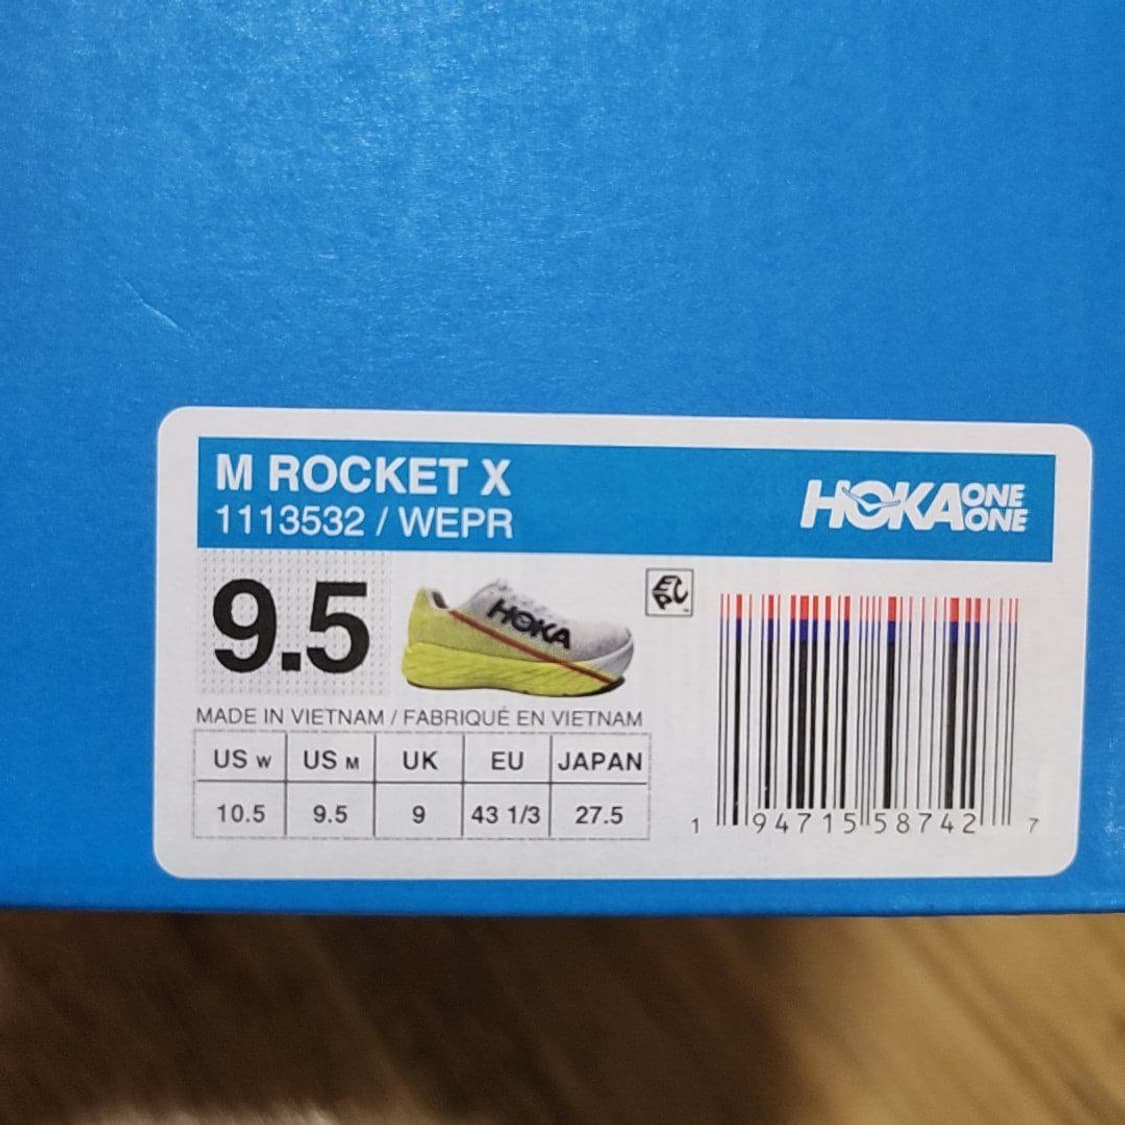 M ROCKET X
1113532 / WEPR
HOKA ONE ONE
9.5
HOKA
MADE IN VIETNAM / FABRIQUÉ EN VIETNAM
US W US M UK EU JAPAN
10.5 9.5 9 43 1/3 27.5
1 94715 58742 7